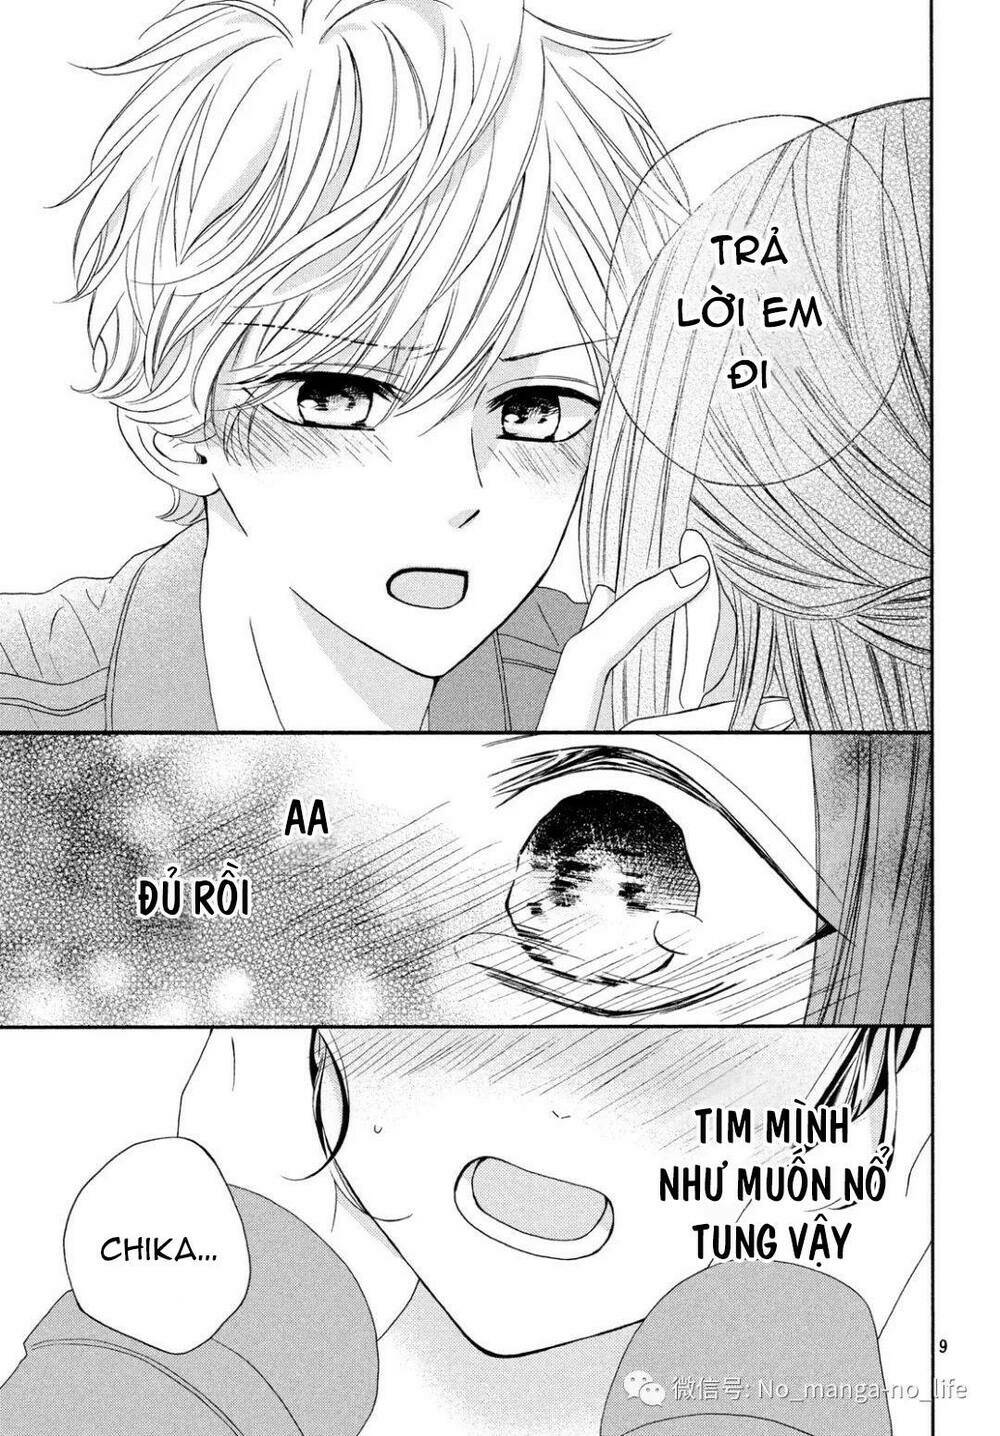 TRẢ
LỜI EM
ĐI
AA
ĐỦ RỒI
TIM MÌNH
NHƯ MUỐN NỔ
TUNG VẬY
CHIKA...
9
微信号: No_manga-no_life